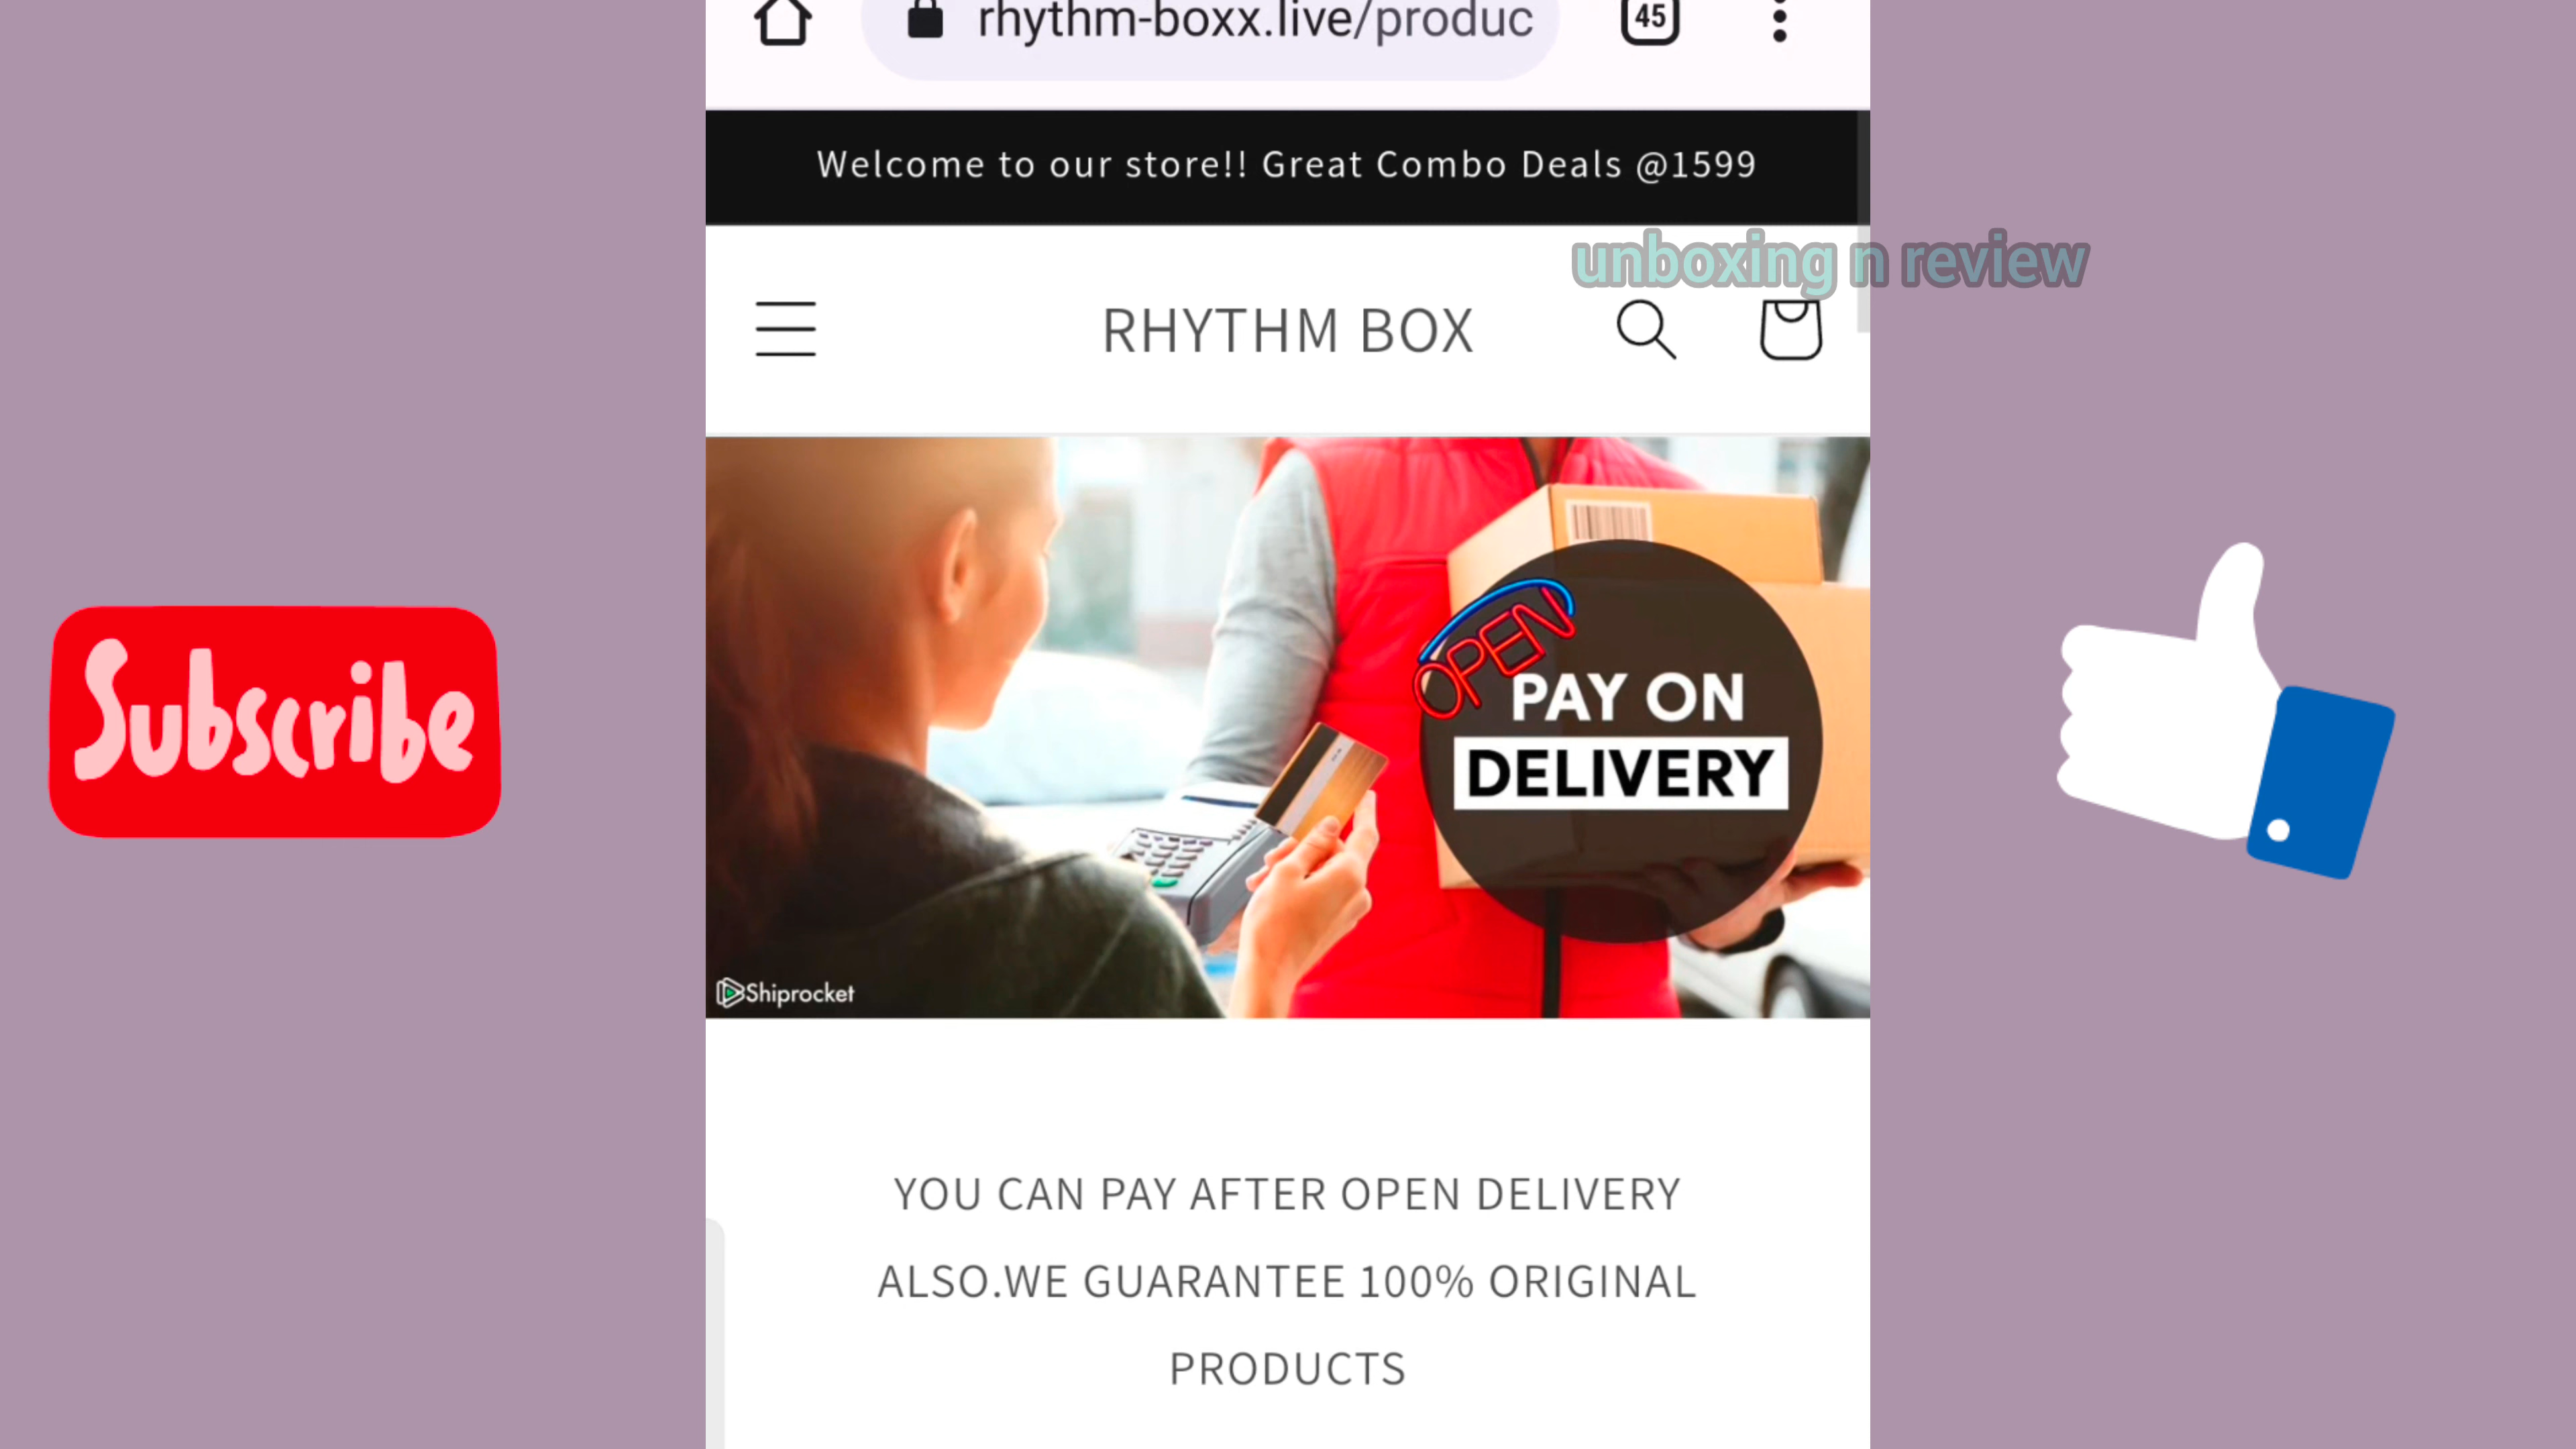 rhythm-boxx.live/produc
45
Welcome to our store!! Great Combo Deals @1599
unboxing n review
RHYTHM BOX
OPEN
PAY ON
DELIVERY
Subscribe
Shiprocket
YOU CAN PAY AFTER OPEN DELIVERY
ALSO.WE GUARANTEE 100% ORIGINAL
PRODUCTS